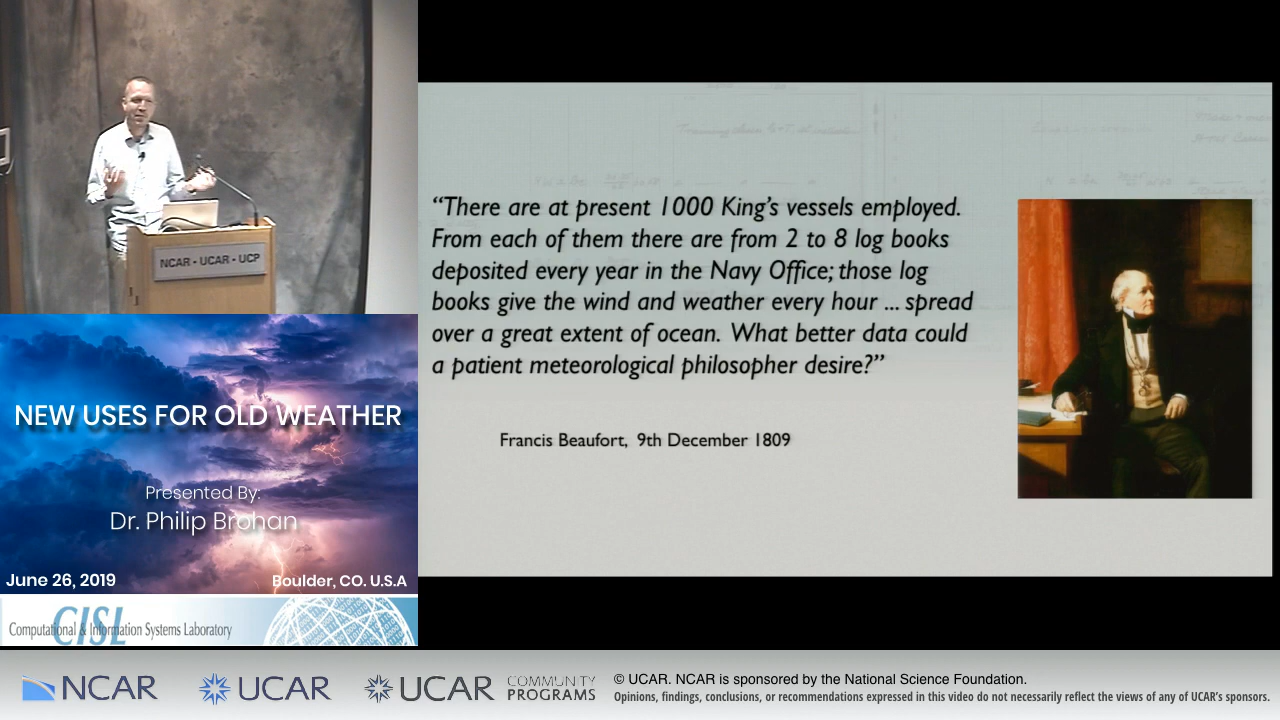 NCAR • UCAR • UCP
NEW USES FOR OLD WEATHER
Presented By:
Dr. Philip Brohan
June 26, 2019
Boulder, CO. U.S.A
CISL
Computational & Information Systems Laboratory
“There are at present 1000 King’s vessels employed.
From each of them there are from 2 to 8 log books
deposited every year in the Navy Office; those log
books give the wind and weather every hour ... spread
over a great extent of ocean. What better data could
a patient meteorological philosopher desire?”
Francis Beaufort, 9th December 1809
NCAR
UCAR
UCAR
COMMUNITY
PROGRAMS
© UCAR. NCAR is sponsored by the National Science Foundation.
Opinions, findings, conclusions, or recommendations expressed in this video do not necessarily reflect the views of any of UCAR's sponsors.